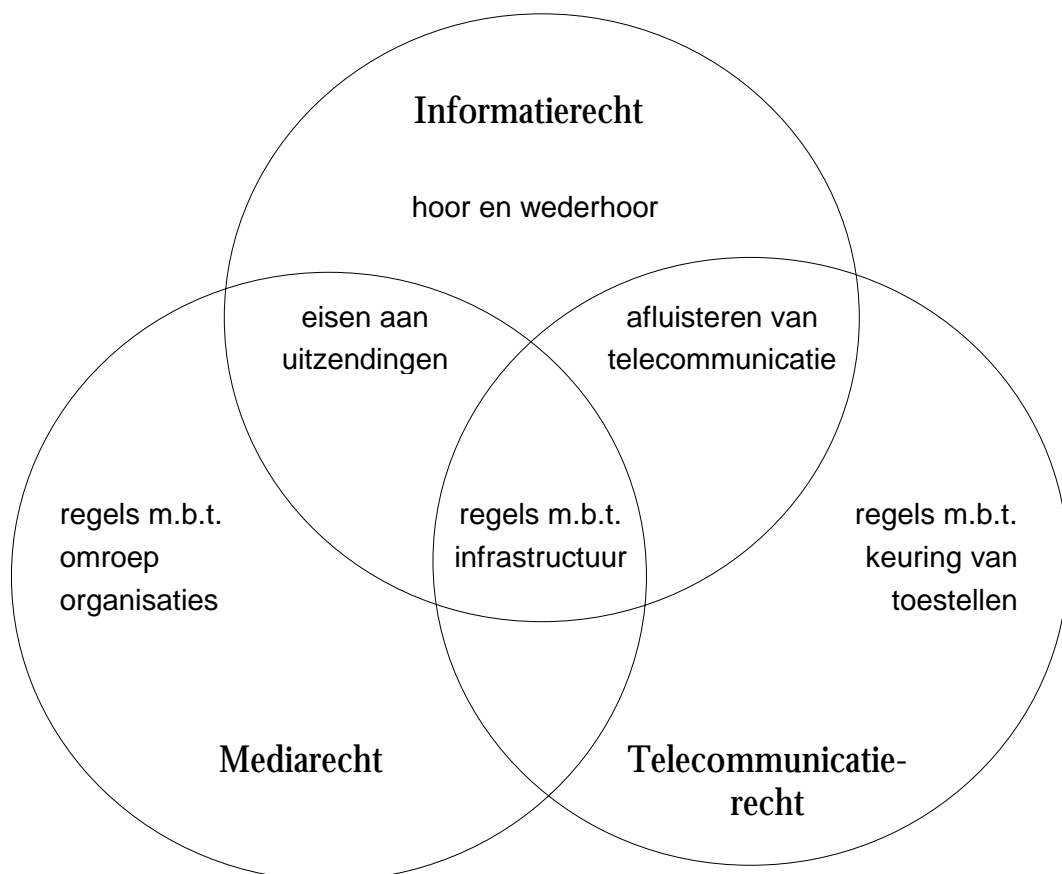 Informatierecht
hoor en wederhoor
eisen aan
uitzendingen
afluisteren van
telecommunicatie
regels m.b.t.
omroep
organisaties
regels m.b.t.
infrastructuur
regels m.b.t.
keuring van
toestellen
Mediarecht
Telecommunicatie-
recht